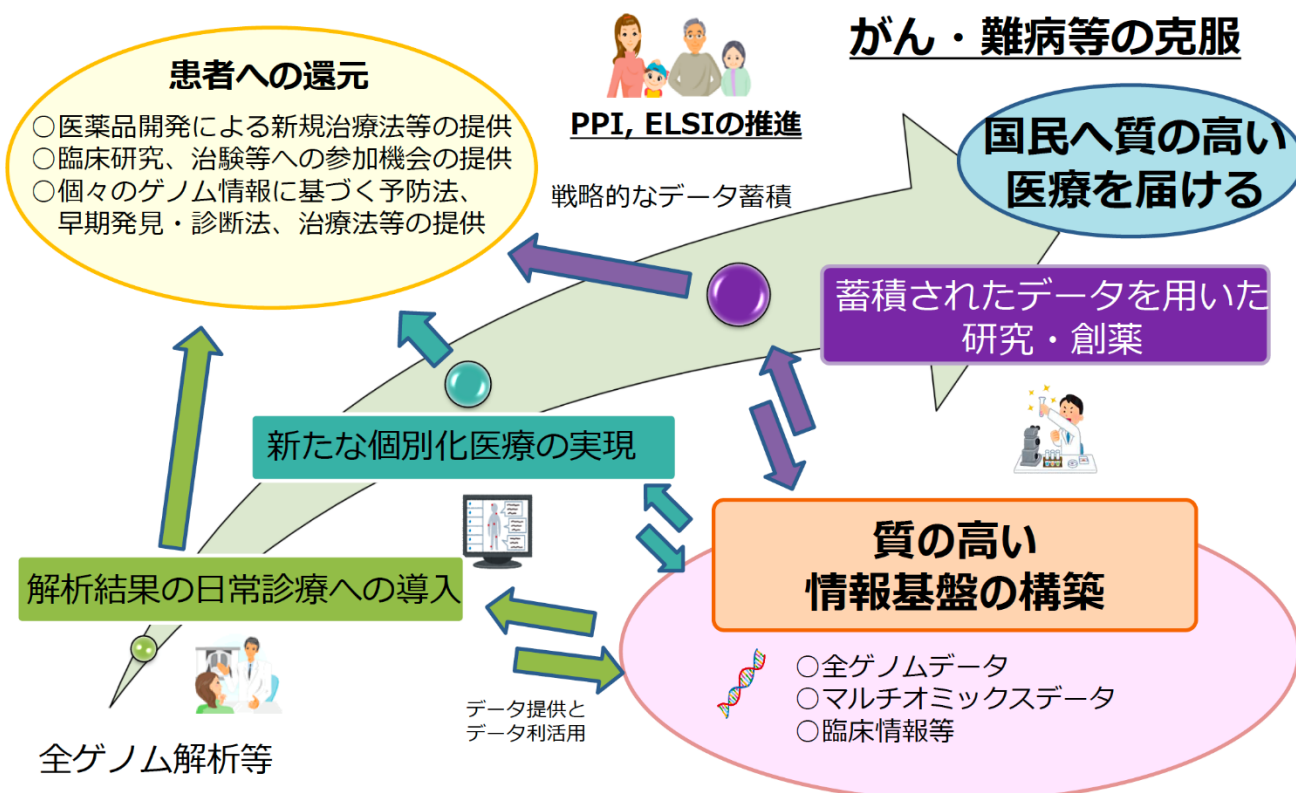 がん・難病等の克服
患者への還元
○医薬品開発による新規治療法等の提供
○臨床研究、治験等への参加機会の提供
○個々のゲノム情報に基づく予防法、
早期発見・診断法、治療法等の提供
PPI, ELSIの推進
国民へ質の高い
医療を届ける
戦略的なデータ蓄積
蓄積されたデータを用いた
研究・創薬
新たな個別化医療の実現
質の高い
情報基盤の構築
解析結果の日常診療への導入
○全ゲノムデータ
○マルチオミックスデータ
○臨床情報等
データ提供と
データ利活用
全ゲノム解析等